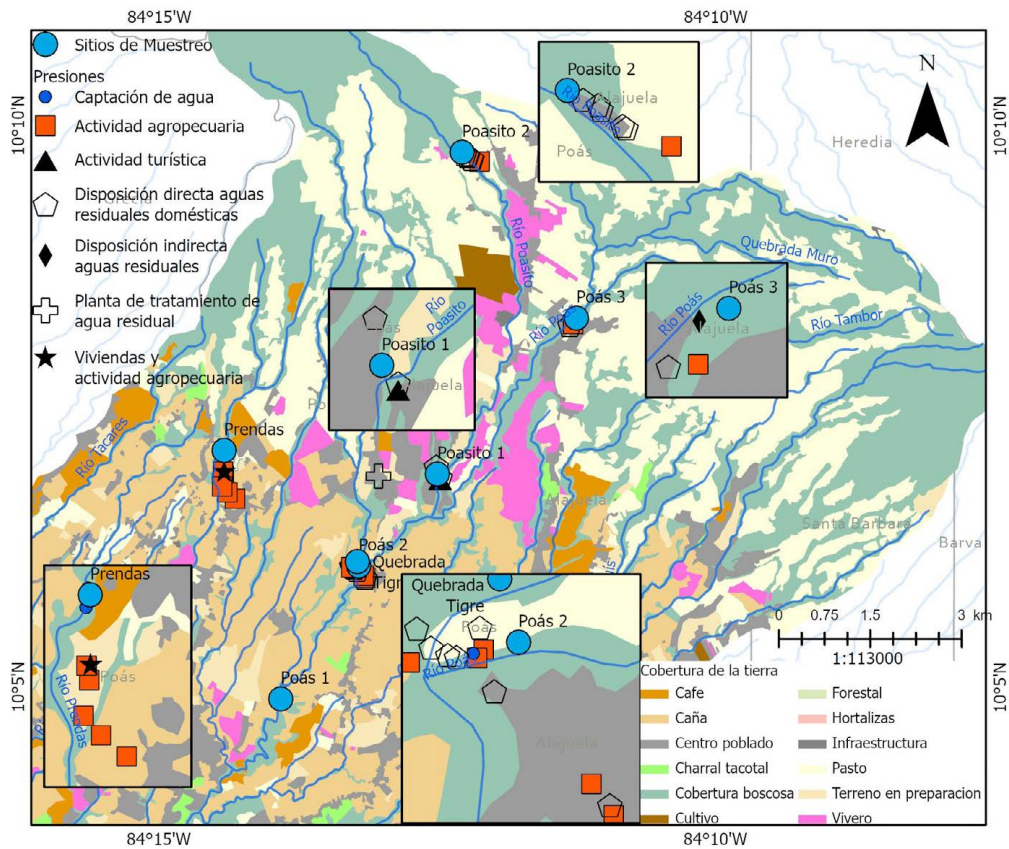 84°15'W
84°10'W
10°10'N
10°10'N
Sitios de Muestreo
Presiones
Captación de agua
Actividad agropecuaria
Actividad turística
Disposición directa aguas
residuales domésticas
Disposición indirecta
aguas residuales
Planta de tratamiento de
agua residual
Viviendas y
actividad agropecuaria
N
Heredia
Poasito 2
Alajuela
Río Poasito
Poás
Poasito 2
Río Poasito
Quebrada Muro
Poás 3
Río Poás
Poás 3
Río Poás
Alajuela
Río Tambor
Río
Poasito
Poás
Poasito 1
Alajuela
Río Tacares
Prendas
Poasito 1
Alajuela
Santa Barbara
Barva
Poás 2
Quebrada
Tigre
Prendas
Poás
Río Prendas
Poás 1
Quebrada
Tigre
Poás
Poás 2
Río Poás
Alajuela
0 0.75 1.5 3 km
1:113000
10°5'N
10°5'N
Cobertura de la tierra
Cafe
Caña
Centro poblado
Charral tacotal
Cobertura boscosa
Cultivo
Forestal
Hortalizas
Infraestructura
Pasto
Terreno en preparacion
Vivero
84°15'W
84°10'W